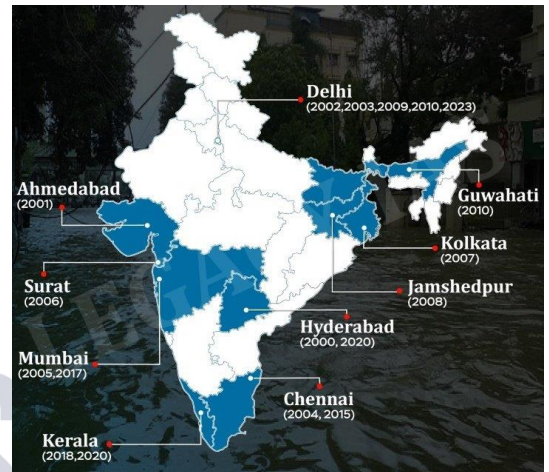 Delhi
(2002,2003,2009,2010,2023)
Ahmedabad
(2001)
Guwahati
(2010)
Kolkata
(2007)
Surat
(2006)
Jamshedpur
(2008)
Hyderabad
(2000, 2020)
Mumbai
(2005,2017)
Chennai
(2004, 2015)
Kerala
(2018,2020)